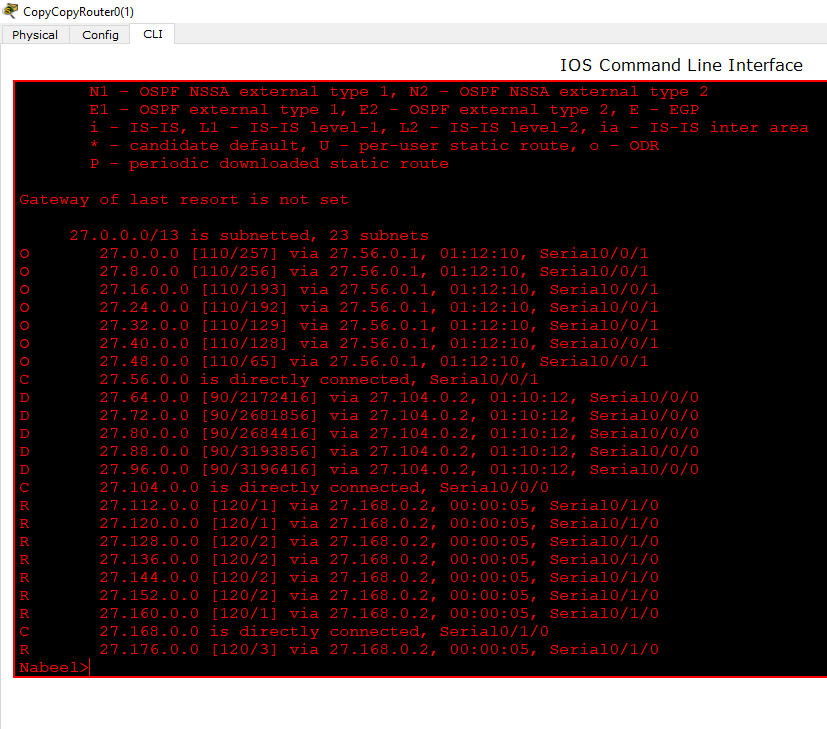 CopyCopyRouter0(1)
Physical Config CLI
IOS Command Line Interface
N1 - OSPF NSSA external type 1, N2 - OSPF NSSA external type 2
E1 - OSPF external type 1, E2 - OSPF external type 2, E - EGP
i - IS-IS, L1 - IS-IS level-1, L2 - IS-IS level-2, ia - IS-IS inter area
* - candidate default, U - per-user static route, o - ODR
P - periodic downloaded static route
Gateway of last resort is not set
27.0.0.0/13 is subnetted, 23 subnets
O 27.0.0.0 [110/257] via 27.56.0.1, 01:12:10, Serial0/0/1
O 27.8.0.0 [110/256] via 27.56.0.1, 01:12:10, Serial0/0/1
O 27.16.0.0 [110/193] via 27.56.0.1, 01:12:10, Serial0/0/1
O 27.24.0.0 [110/192] via 27.56.0.1, 01:12:10, Serial0/0/1
O 27.32.0.0 [110/129] via 27.56.0.1, 01:12:10, Serial0/0/1
O 27.40.0.0 [110/128] via 27.56.0.1, 01:12:10, Serial0/0/1
O 27.48.0.0 [110/65] via 27.56.0.1, 01:12:10, Serial0/0/1
C 27.56.0.0 is directly connected, Serial0/0/1
D 27.64.0.0 [90/2172416] via 27.104.0.2, 01:10:12, Serial0/0/0
D 27.72.0.0 [90/2681856] via 27.104.0.2, 01:10:12, Serial0/0/0
D 27.80.0.0 [90/2684416] via 27.104.0.2, 01:10:12, Serial0/0/0
D 27.88.0.0 [90/3193856] via 27.104.0.2, 01:10:12, Serial0/0/0
D 27.96.0.0 [90/3196416] via 27.104.0.2, 01:10:12, Serial0/0/0
C 27.104.0.0 is directly connected, Serial0/0/0
R 27.112.0.0 [120/1] via 27.168.0.2, 00:00:05, Serial0/1/0
R 27.120.0.0 [120/1] via 27.168.0.2, 00:00:05, Serial0/1/0
R 27.128.0.0 [120/2] via 27.168.0.2, 00:00:05, Serial0/1/0
R 27.136.0.0 [120/2] via 27.168.0.2, 00:00:05, Serial0/1/0
R 27.144.0.0 [120/2] via 27.168.0.2, 00:00:05, Serial0/1/0
R 27.152.0.0 [120/2] via 27.168.0.2, 00:00:05, Serial0/1/0
R 27.160.0.0 [120/1] via 27.168.0.2, 00:00:05, Serial0/1/0
C 27.168.0.0 is directly connected, Serial0/1/0
R 27.176.0.0 [120/3] via 27.168.0.2, 00:00:05, Serial0/1/0
Nabeel>